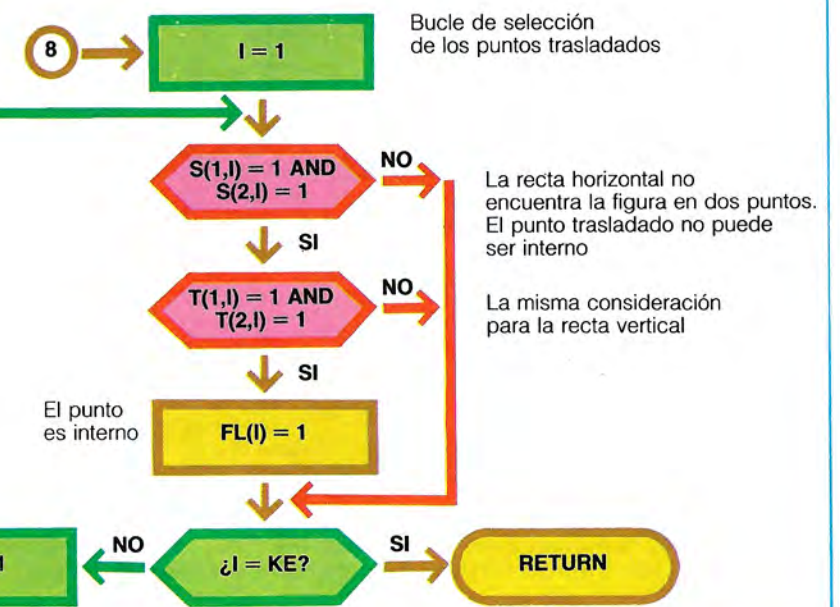 Bucle de selección
de los puntos trasladados
8
I = 1
S(1,I) = 1 AND
S(2,I) = 1
NO
La recta horizontal no
encuentra la figura en dos puntos.
El punto trasladado no puede
ser interno
SI
T(1,I) = 1 AND
T(2,I) = 1
NO
La misma consideración
para la recta vertical
SI
El punto
es interno
FL(I) = 1
NO
¿I = KE?
SI
RETURN